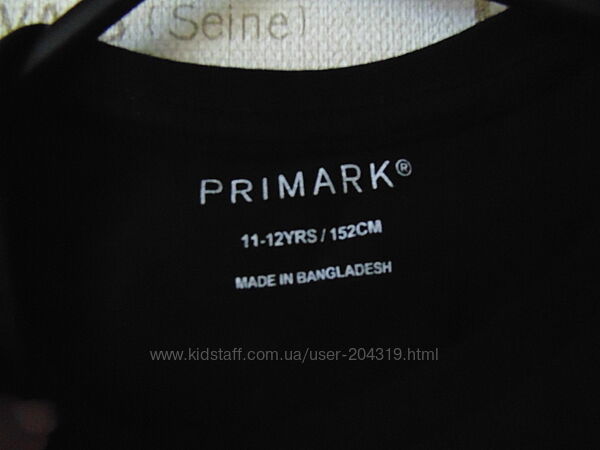 (Seine)
PRIMARK®
11-12YRS / 152CM
MADE IN BANGLADESH
www.kidstaff.com.ua/user-204319.html